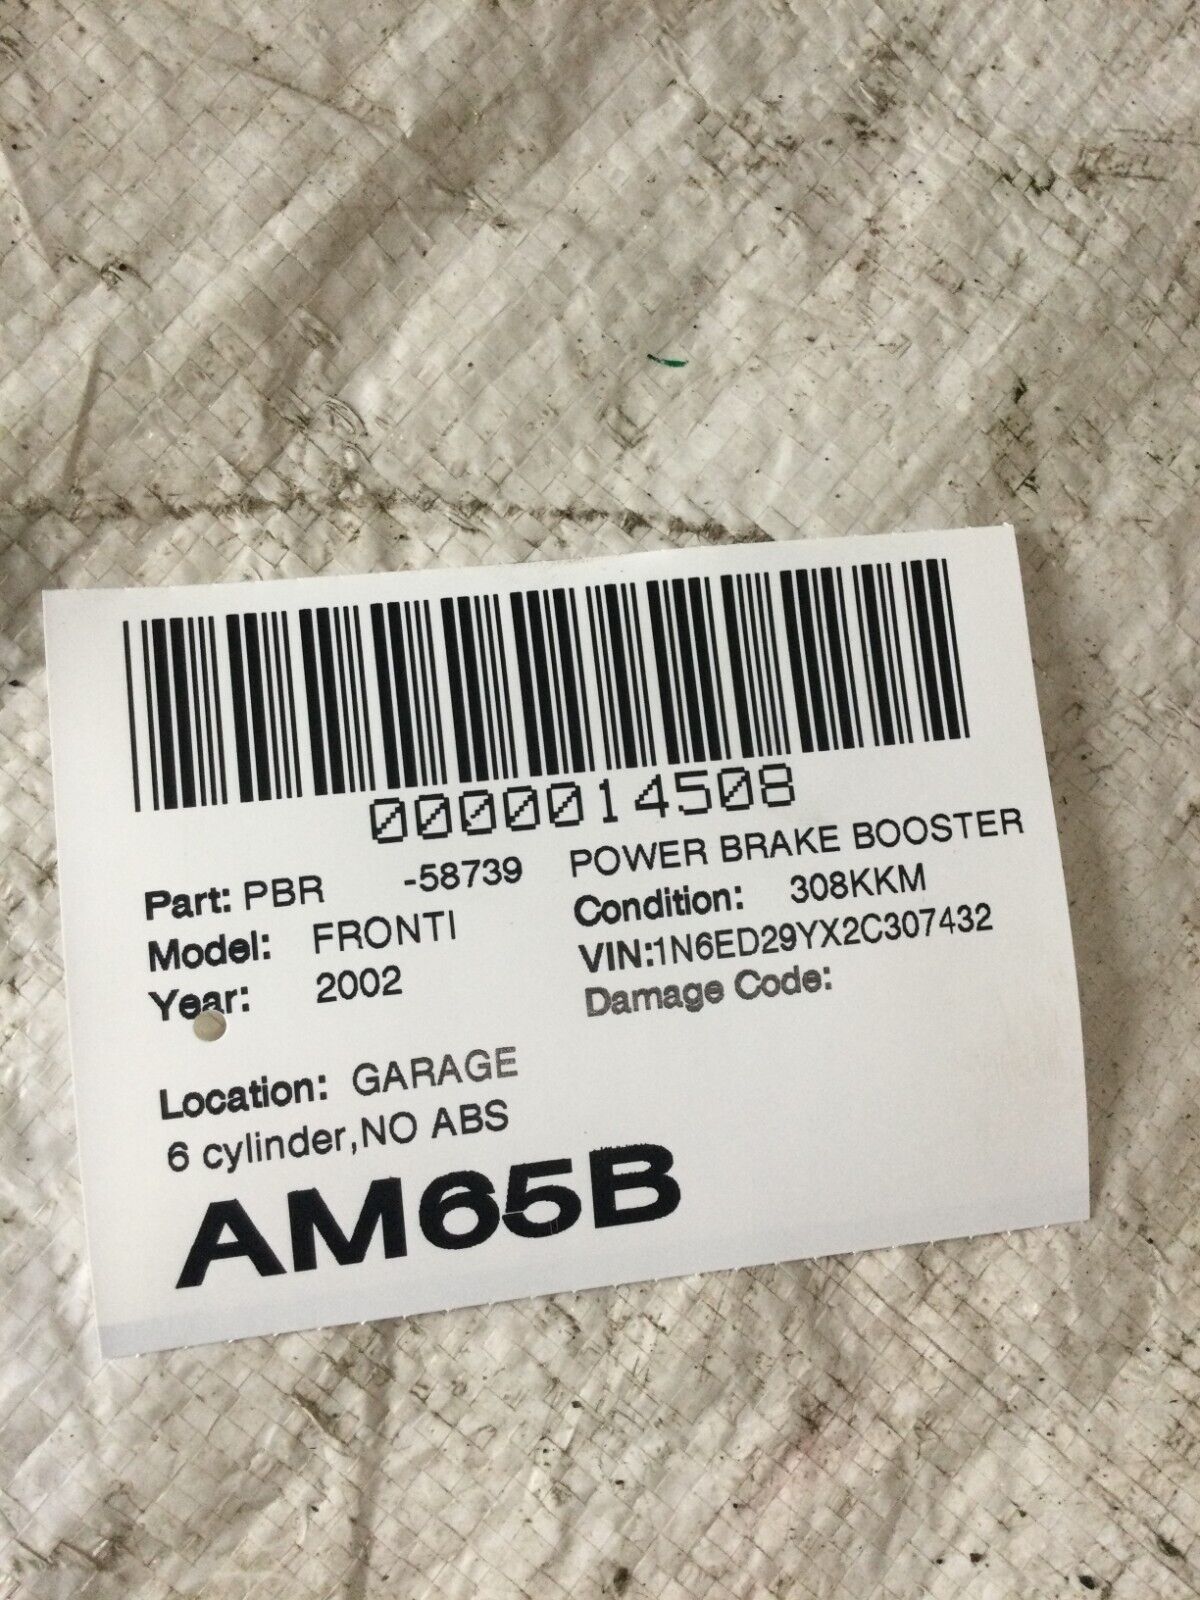 0000014508
Part: PBR -58739 POWER BRAKE BOOSTER
Model: FRONTI Condition: 308KKM
Year: 2002 VIN:1N6ED29YX2C307432
Damage Code:
Location: GARAGE
6 cylinder,NO ABS
AM65B